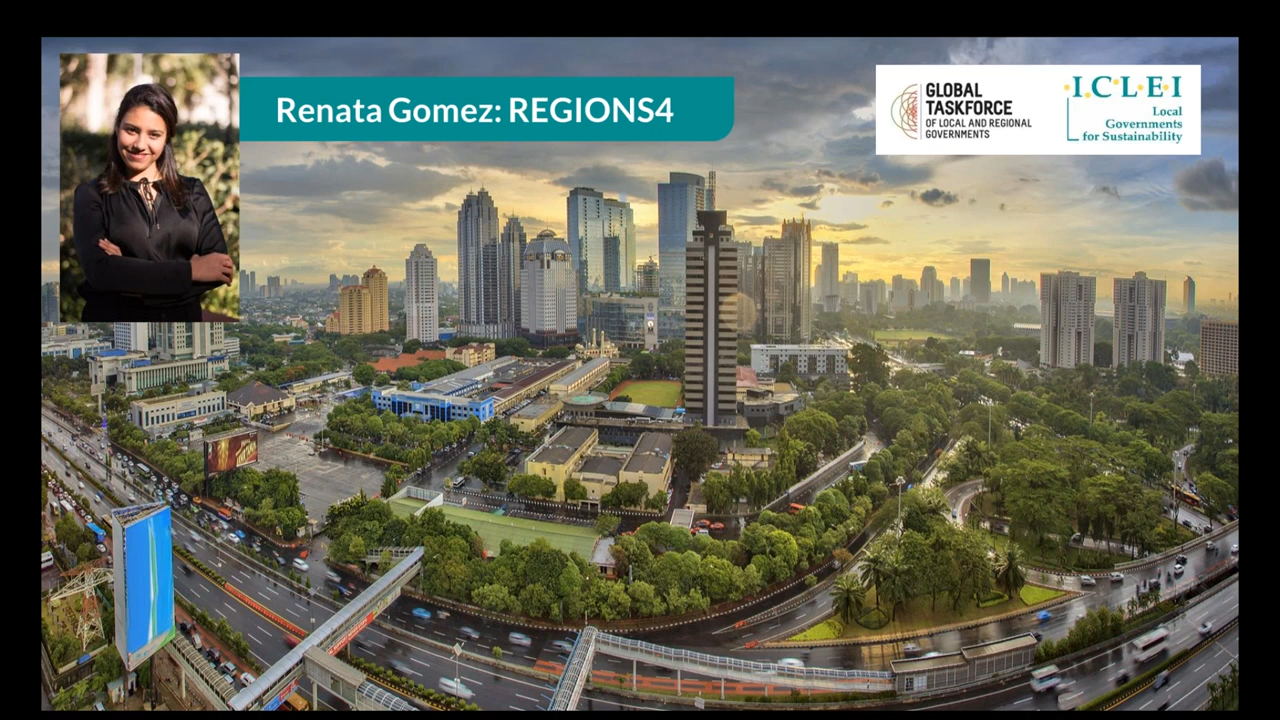 Renata Gomez: REGIONS4
GLOBAL
TASKFORCE
OF LOCAL AND REGIONAL
GOVERNMENTS
I.C.L.E.I
Local
Governments
for Sustainability